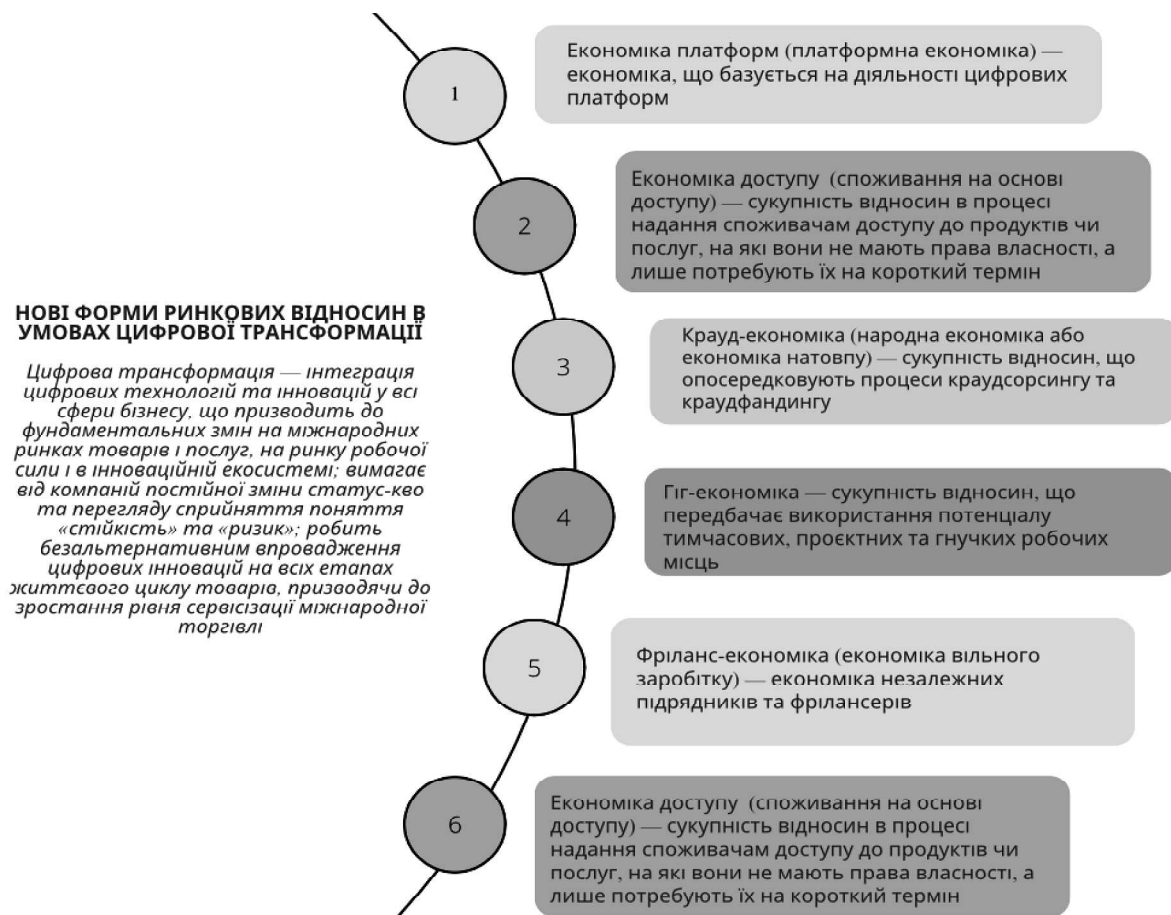 НОВІ ФОРМИ РИНКОВИХ ВІДНОСИН В
УМОВАХ ЦИФРОВОЇ ТРАНСФОРМАЦІЇ
Цифрова трансформація — інтеграція
цифрових технологій та інновацій у всі
сфери бізнесу, що призводить до
фундаментальних змін на міжнародних
ринках товарів і послуг, на ринку робочої
сили і в інноваційній екосистемі; вимагає
від компаній постійної зміни статус-кво
та перегляду сприйняття поняття
«стійкість» та «ризик»; робить
безальтернативним впровадження
цифрових інновацій на всіх етапах
життєвого циклу товарів, призводячи до
зростання рівня сервісизації міжнародної
торгівлі
1
Економіка платформ (платформна економіка) —
економіка, що базується на діяльності цифрових
платформ
2
Економіка доступу (споживання на основі
доступу) — сукупність відносин в процесі
надання споживачам доступу до продуктів чи
послуг, на які вони не мають права власності, а
лише потребують їх на короткий термін
3
Крауд-економіка (народна економіка або
економіка натовпу) — сукупність відносин, що
опосередковують процеси краудсорсингу та
краудфандингу
4
Гіг-економіка — сукупність відносин, що
передбачає використання потенціалу
тимчасових, проєктних та гнучких робочих
місць
5
Фріланс-економіка (економіка вільного
заробітку) — економіка незалежних
підрядників та фрілансерів
6
Економіка доступу (споживання на основі
доступу) — сукупність відносин в процесі
надання споживачам доступу до продуктів чи
послуг, на які вони не мають права власності, а
лише потребують їх на короткий термін